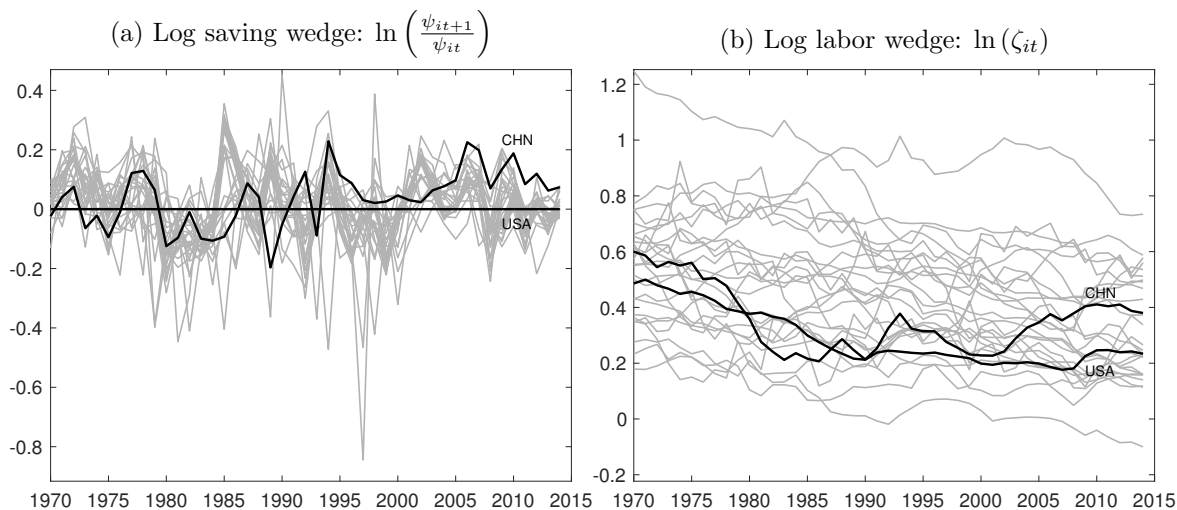 (a) Log saving wedge: ln (ψit+1/ψit)
(b) Log labor wedge: ln (ζit)
0.4
0.2
0
-0.2
-0.4
-0.6
-0.8
CHN
USA
1970 1975 1980 1985 1990 1995 2000 2005 2010 2015
1.2
1
0.8
0.6
0.4
0.2
0
-0.2
CHN
USA
1970 1975 1980 1985 1990 1995 2000 2005 2010 2015